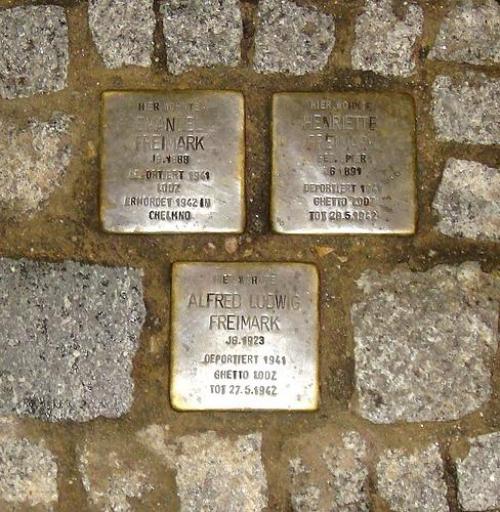 HIER WOHNTE
FREIMARK
JG. 1888
DEPORTIERT 1941
LODZ
ERMORDET 1942 IN
CHELMNO
HIER WOHNTE
HENRIETTE
FREIMARK
1891
DEPORTIERT 1941
GHETTO LODZ
TOT 28.5.1942
HIER WOHNTE
ALFRED LUDWIG
FREIMARK
JG. 1923
DEPORTIERT 1941
GHETTO LODZ
TOT 27.5.1942